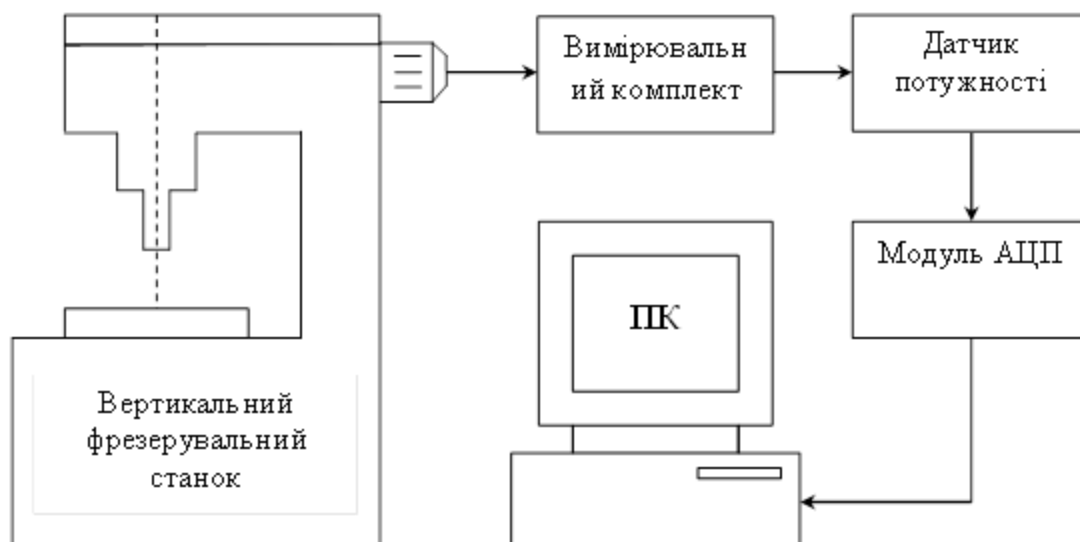 Вимірювальн
ий комплект
Датчик
потужності
Модуль АЦП
ПК
Вертикальний
фрезерувальний
станок